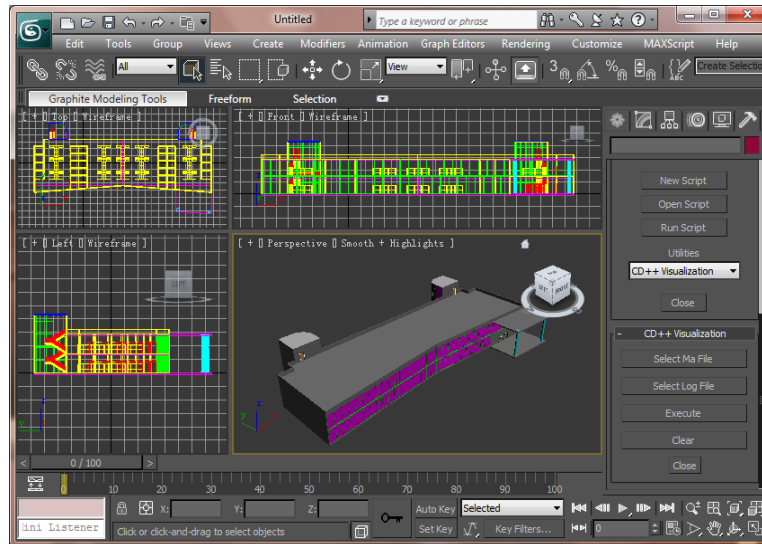 Untitled
Type a keyword or phrase
Edit Tools Group Views Create Modifiers Animation Graph Editors Rendering Customize MAXScript Help
All
View
3
Create Selectio
Graphite Modeling Tools Freeform Selection
[ + [] Top [] Wireframe ]
[ + [] Front [] Wireframe ]
[ + [] Left [] Wireframe ]
LEFT
[ + [] Perspective [] Smooth + Highlights ]
z
y
New Script
Open Script
Run Script
Utilities
CD++ Visualization
Close
- CD++ Visualization
Select Ma File
Select Log File
Execute
Clear
Close
< 0 / 100 >
0 10 20 30 40 50 60 70 80 90 100
X: Y: Z:
Auto Key Selected
Set Key Key Filters...
0
ini Listener
Click or click-and-drag to select objects